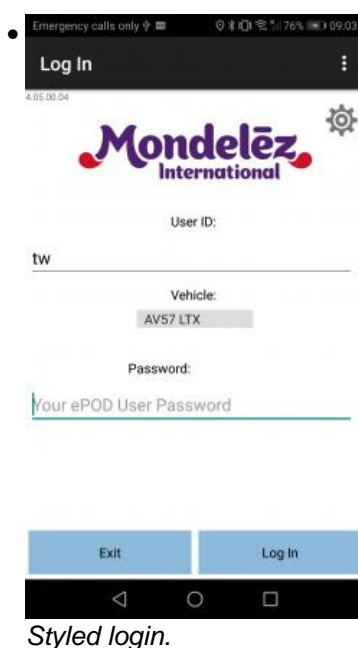 Emergency calls only 76% 09:03
Log In
4.05.00.04
Mondelēz
International
User ID:
tw
Vehicle:
AV57 LTX
Password:
Your ePOD User Password
Exit Log In
Styled login.